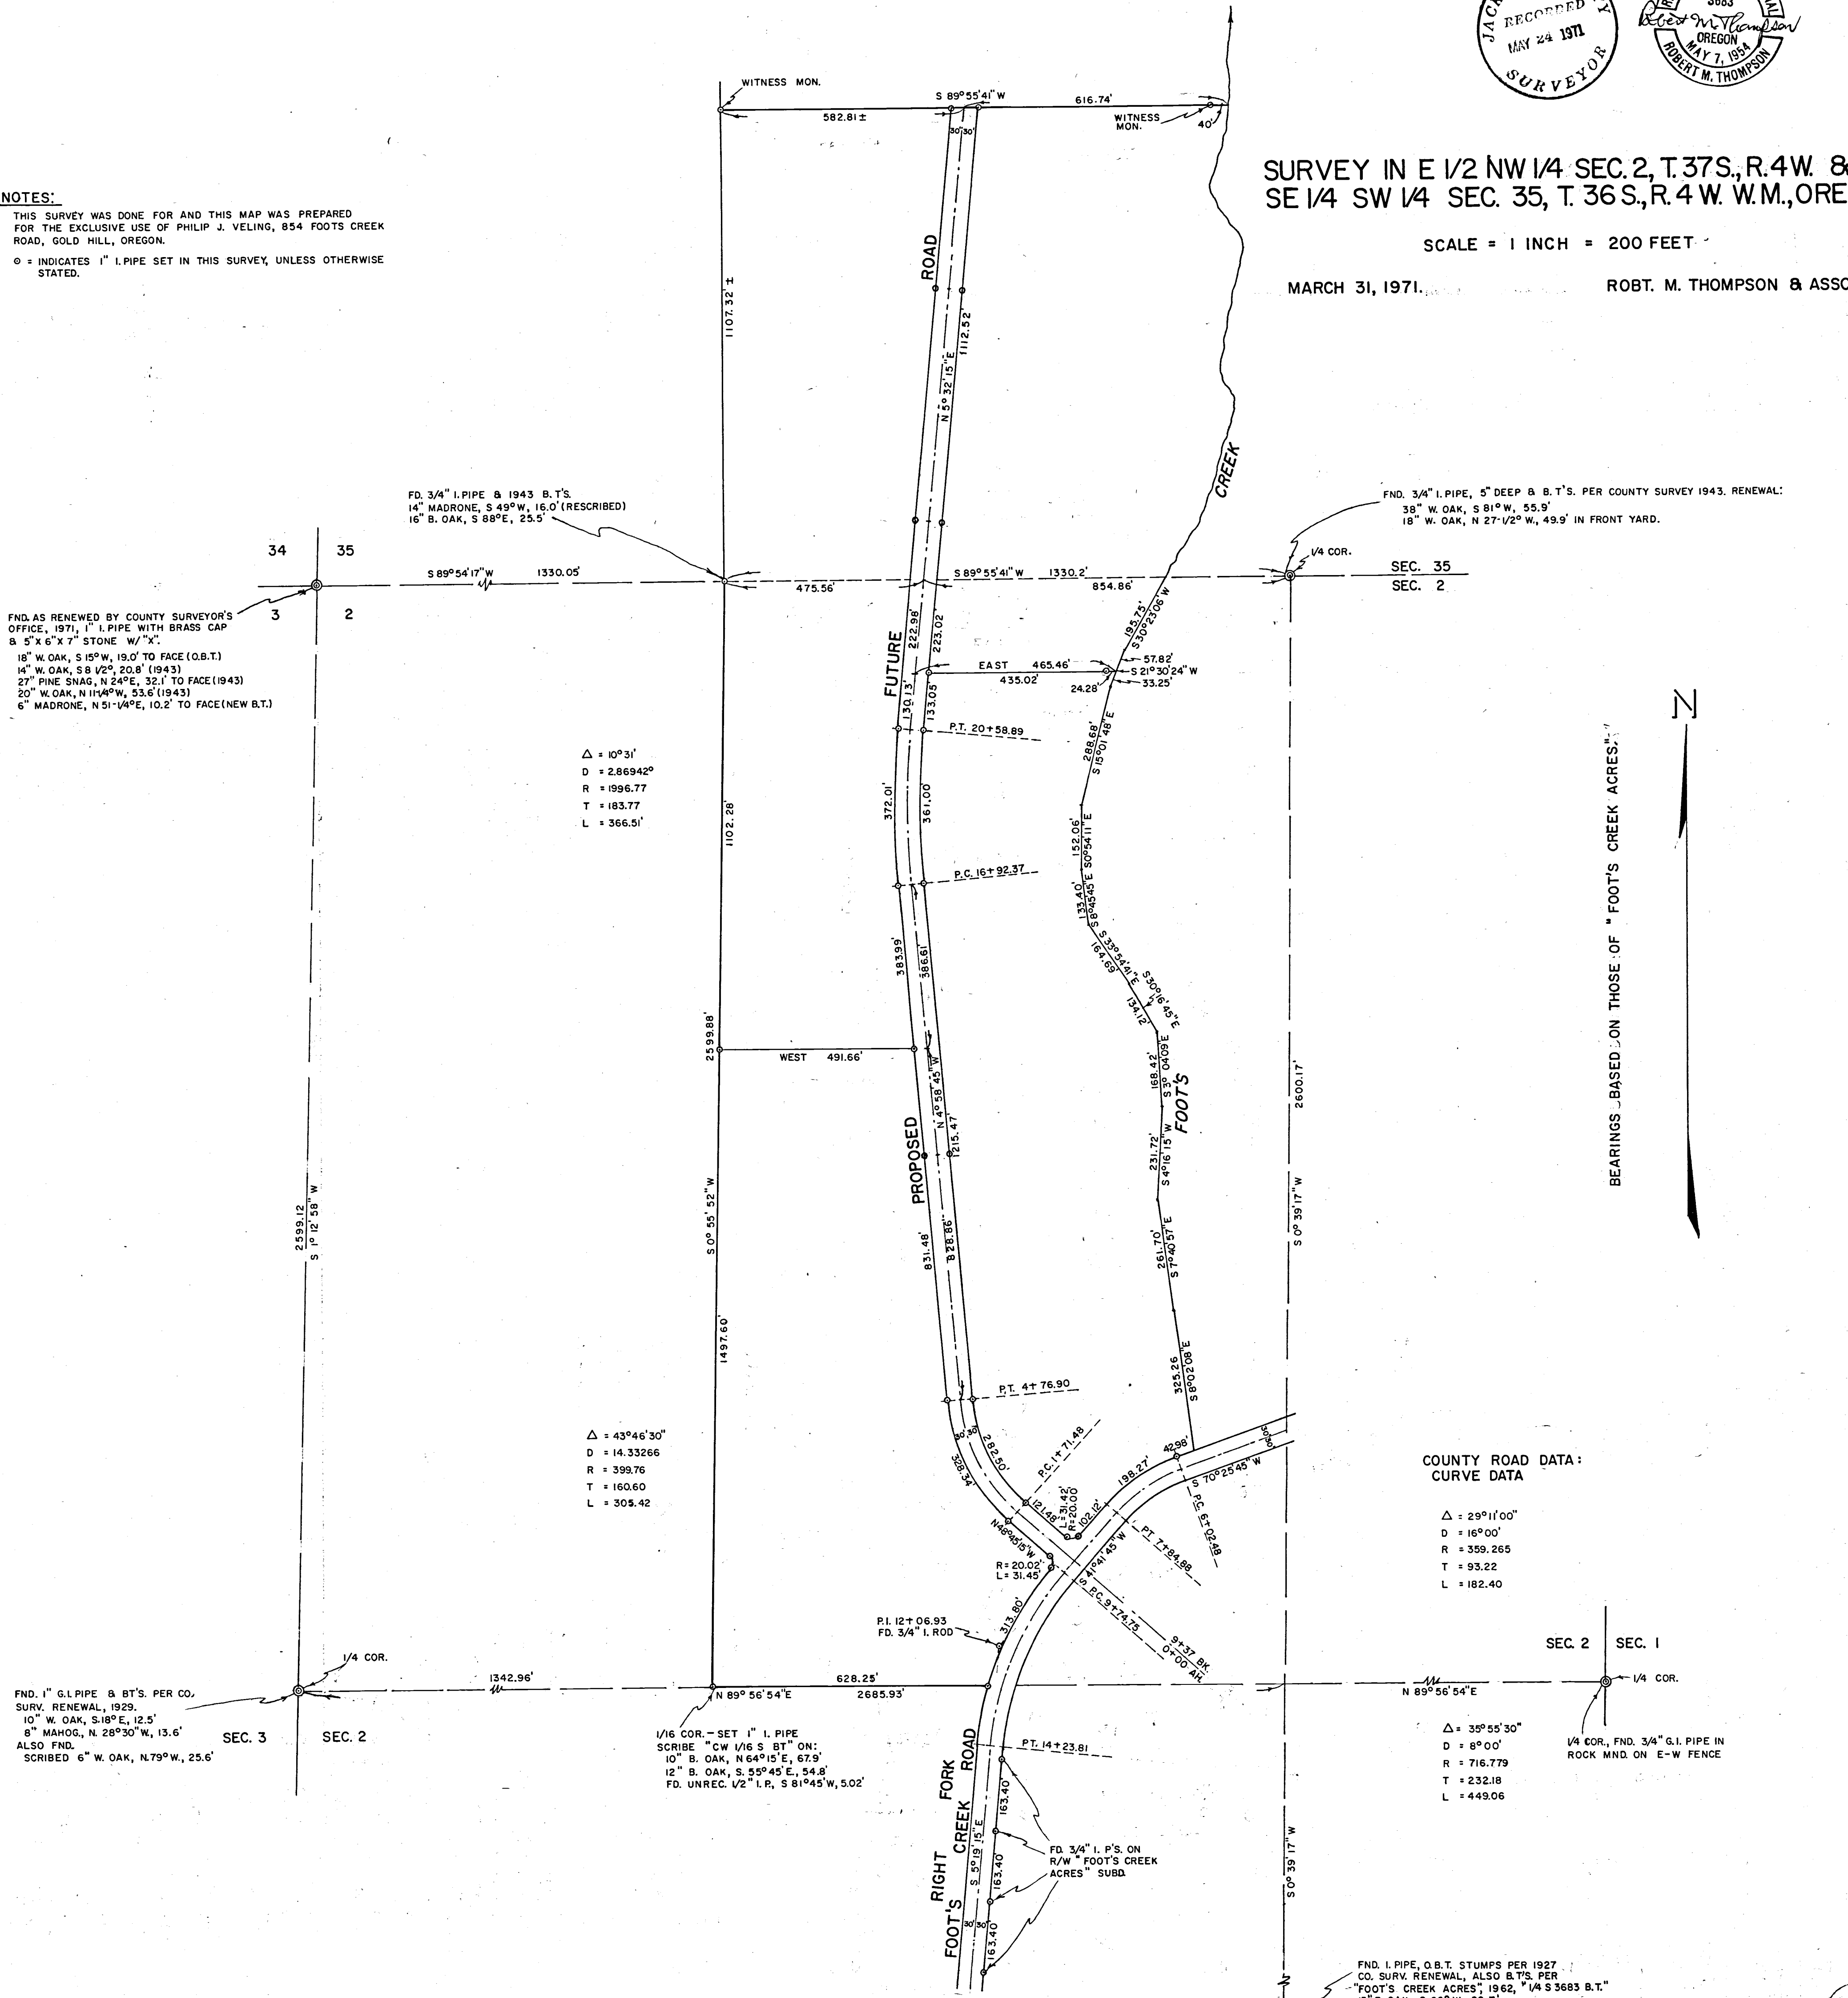 JACK
RECORDED
MAY 24 1971
Y
SURVEYOR
3683
Robert M. Thompson
OREGON
MAY 7, 1954
ROBERT M. THOMPSON
SURVEY IN E 1/2 NW 1/4 SEC. 2, T. 37 S., R. 4 W. &
SE 1/4 SW 1/4 SEC. 35, T. 36 S., R. 4 W. W.M., ORE
SCALE = 1 INCH = 200 FEET
MARCH 31, 1971.
ROBT. M. THOMPSON & ASSO
NOTES:
THIS SURVEY WAS DONE FOR AND THIS MAP WAS PREPARED
FOR THE EXCLUSIVE USE OF PHILIP J. VELING, 854 FOOTS CREEK
ROAD, GOLD HILL, OREGON.
⊙ = INDICATES 1" I. PIPE SET IN THIS SURVEY, UNLESS OTHERWISE
STATED.
WITNESS MON.
S 89°55'41" W
582.81 ±
616.74'
30' 30'
WITNESS
MON.
40'
1107.32' ±
ROAD
1112.52'
N 5° 32' 15" E
CREEK
FD. 3/4" I. PIPE & 1943 B.T'S.
14" MADRONE, S 49° W, 16.0' (RESCRIBED)
16" B. OAK, S 88° E, 25.5'
FND. 3/4" I. PIPE, 5" DEEP & B.T'S. PER COUNTY SURVEY 1943. RENEWAL:
38" W. OAK, S 81° W, 55.9'
18" W. OAK, N 27-1/2° W., 49.9' IN FRONT YARD.
1/4 COR.
34
35
3
2
S 89°54'17" W
1330.05'
475.56'
S 89°55'41" W
1330.2'
854.86'
SEC. 35
SEC. 2
FND. AS RENEWED BY COUNTY SURVEYOR'S
OFFICE, 1971, 1" I. PIPE WITH BRASS CAP
& 5" X 6" X 7" STONE W/ "X".
18" W. OAK, S 15° W, 19.0' TO FACE (O.B.T.)
14" W. OAK, S 8 1/2°, 20.8' (1943)
27" PINE SNAG, N 24° E, 32.1' TO FACE (1943)
20" W. OAK, N 11-1/4° W, 53.6' (1943)
6" MADRONE, N 51-1/4° E, 10.2' TO FACE (NEW B.T.)
FUTURE
222.98'
223.02'
195.75'
S 30°23'06" W
57.82'
S 21°30'24" W
33.25'
EAST 465.46'
435.02'
24.28'
130.13'
133.05'
P.T. 20+58.89
288.68'
S 15°01'48" E
△ = 10°31'
D = 2.86942°
R = 1996.77
T = 183.77
L = 366.51'
1102.28'
372.01'
361.00'
152.06'
S 0°54'11" E
P.C. 16+92.37
133.40'
S 8°45'45" E
S 33°54'41" E
164.69'
S 30°16'45" E
134.12'
383.99'
386.61'
2599.88'
WEST 491.66'
N 4° 58' 45" W
168.42'
S 3° 04'09" E
FOOT'S
PROPOSED
1215.47'
231.72'
S 4°16'15" W
2600.17'
S 0° 39' 17" W
N
BEARINGS BASED ON THOSE OF "FOOT'S CREEK ACRES."
2599.12
S 1° 12' 58" W
S 0° 55' 52" W
831.48'
828.86'
261.70'
S 7°40'57" E
1497.60'
325.26
S 8°02'08" E
P.T. 4+76.90
30' 30'
282.50'
328.34'
P.C. 1+71.48
△ = 43°46'30"
D = 14.33266
R = 399.76
T = 160.60
L = 305.42
121.48'
L=31.42'
R=20.00'
102.12'
198.27'
42.98'
30' 30'
S 70°25'45" W
P.C. 6+02.48
P.T. 7+84.88
N48°45'15" W
R=20.02'
L=31.45'
S 41°41'45" W
P.C. 9+74.75
9+37 BK.
0+00 AH.
COUNTY ROAD DATA:
CURVE DATA
△ = 29°11'00"
D = 16°00'
R = 359.265
T = 93.22
L = 182.40
313.80'
P.I. 12+06.93
FD. 3/4" I. ROD
1/4 COR.
1342.96'
628.25'
N 89° 56' 54" E
2685.93'
N 89° 56' 54" E
SEC. 2
SEC. 1
1/4 COR.
FND. 1" G.I. PIPE & BT'S. PER CO.
SURV. RENEWAL, 1929.
10" W. OAK, S. 18° E, 12.5'
8" MAHOG., N. 28°30" W, 13.6'
ALSO FND.
SCRIBED 6" W. OAK, N. 79° W., 25.6'
SEC. 3
SEC. 2
1/16 COR. - SET 1" I. PIPE
SCRIBE "CW 1/16 S BT" ON:
10" B. OAK, N 64°15' E, 67.9'
12" B. OAK, S. 55°45' E., 54.8'
FD. UNREC. 1/2" I.P., S 81°45' W, 5.02'
P.T. 14+23.81
△ = 35°55'30"
D = 8°00'
R = 716.779
T = 232.18
L = 449.06
1/4 COR., FND. 3/4" G.I. PIPE IN
ROCK MND. ON E-W FENCE
RIGHT FORK
FOOT'S CREEK ROAD
S 5°19'15" E
163.40'
163.40'
163.40'
30' 30'
FD. 3/4" I. P'S. ON
R/W "FOOT'S CREEK
ACRES" SUBD.
S 0° 39' 17" W
FND. I. PIPE, O.B.T. STUMPS PER 1927
CO. SURV. RENEWAL, ALSO B.T'S. PER
"FOOT'S CREEK ACRES", 1962, "1/4 S 3683 B.T."